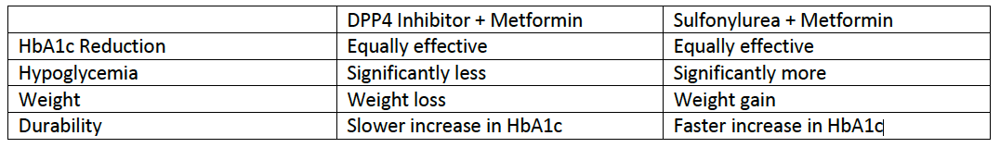 DPP4 Inhibitor + Metformin Sulfonylurea + Metformin
HbA1c Reduction Equally effective Equally effective
Hypoglycemia Significantly less Significantly more
Weight Weight loss Weight gain
Durability Slower increase in HbA1c Faster increase in HbA1c